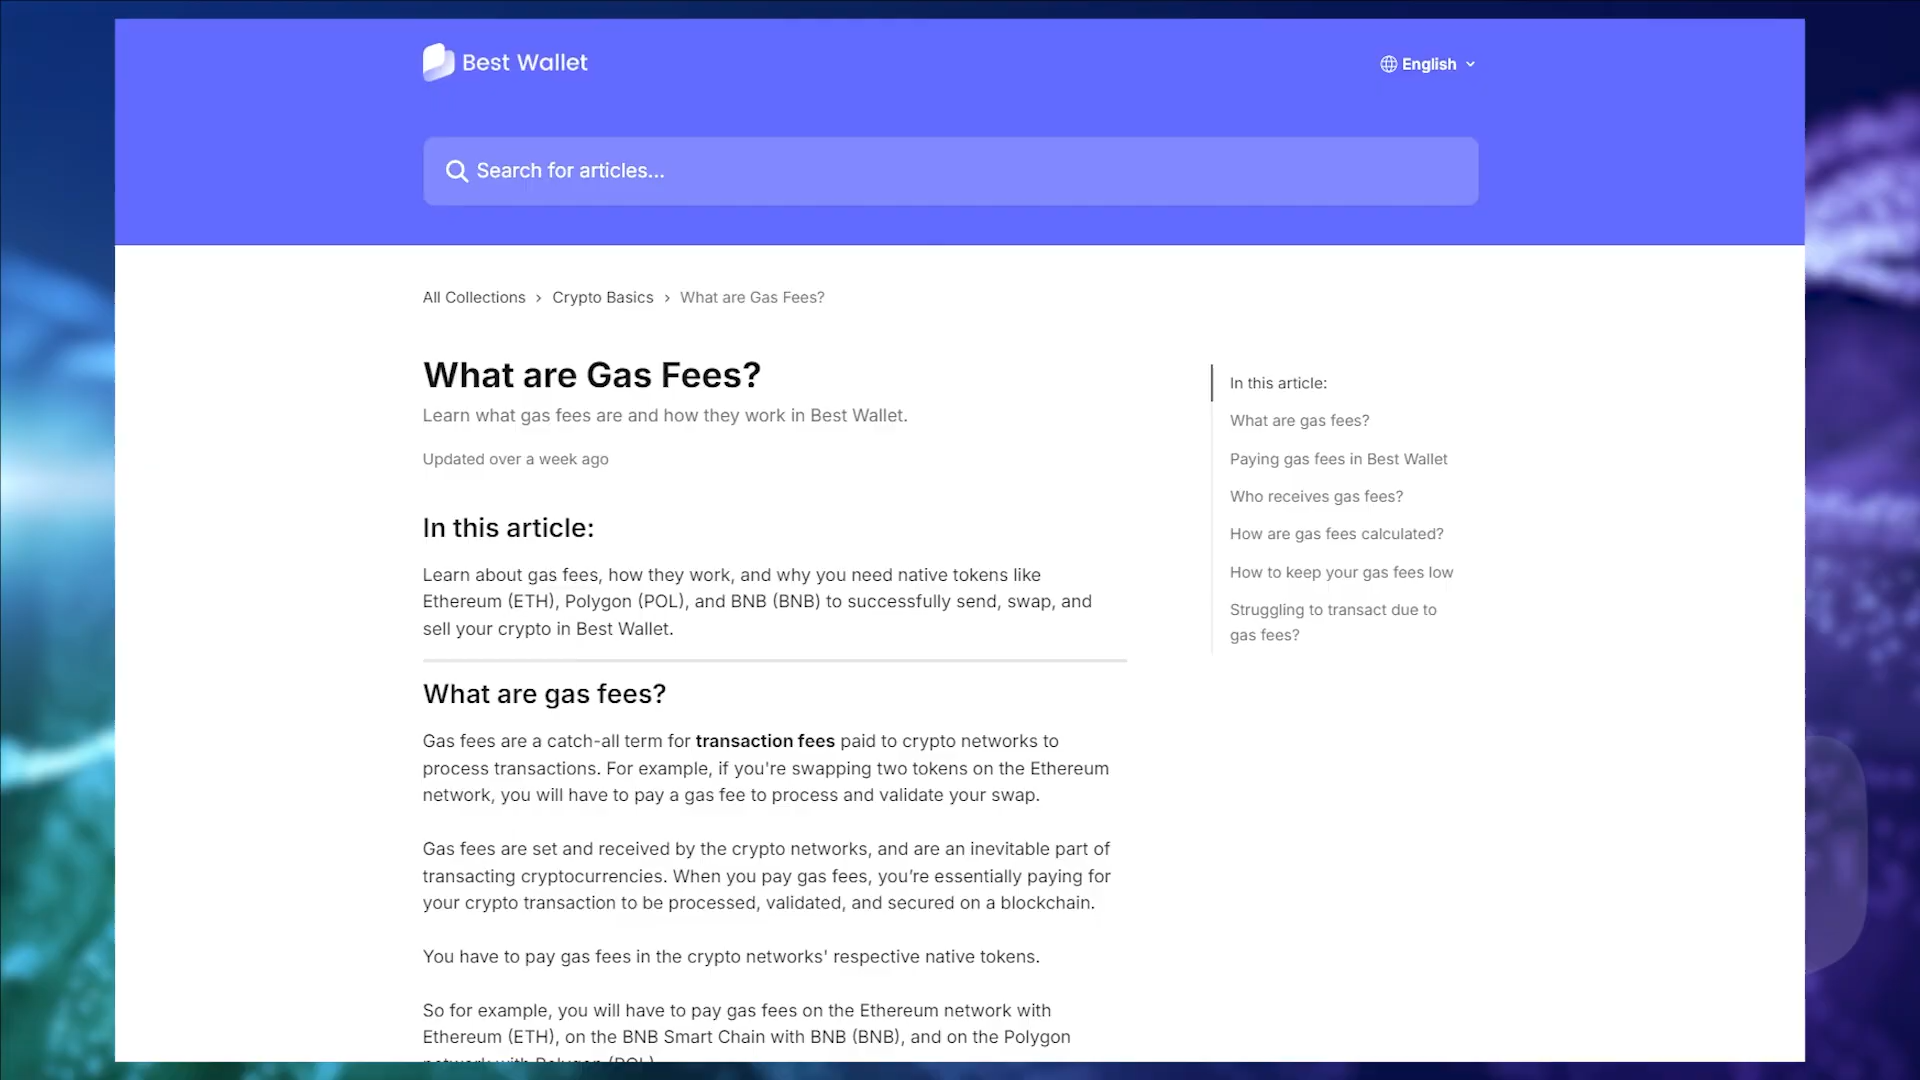 Best Wallet
English
Search for articles...
All Collections > Crypto Basics > What are Gas Fees?
What are Gas Fees?
Learn what gas fees are and how they work in Best Wallet.
Updated over a week ago
In this article:
Learn about gas fees, how they work, and why you need native tokens like
Ethereum (ETH), Polygon (POL), and BNB (BNB) to successfully send, swap, and
sell your crypto in Best Wallet.
What are gas fees?
Gas fees are a catch-all term for transaction fees paid to crypto networks to
process transactions. For example, if you're swapping two tokens on the Ethereum
network, you will have to pay a gas fee to process and validate your swap.
Gas fees are set and received by the crypto networks, and are an inevitable part of
transacting cryptocurrencies. When you pay gas fees, you’re essentially paying for
your crypto transaction to be processed, validated, and secured on a blockchain.
You have to pay gas fees in the crypto networks' respective native tokens.
So for example, you will have to pay gas fees on the Ethereum network with
Ethereum (ETH), on the BNB Smart Chain with BNB (BNB), and on the Polygon
network with Polygon (POL).
In this article:
What are gas fees?
Paying gas fees in Best Wallet
Who receives gas fees?
How are gas fees calculated?
How to keep your gas fees low
Struggling to transact due to
gas fees?